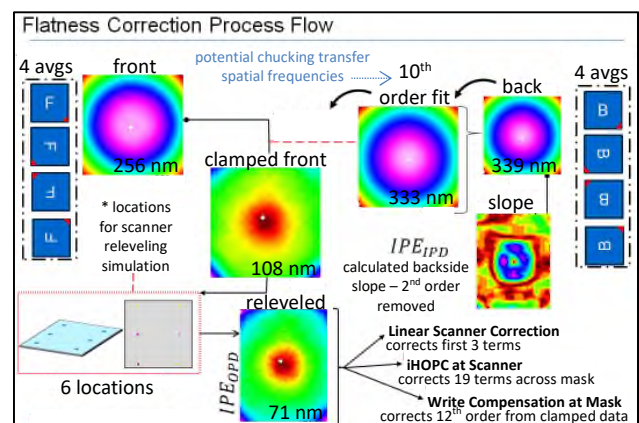 Flatness Correction Process Flow
4 avgs
front
potential chucking transfer
spatial frequencies
10th
order fit
back
4 avgs
F
F
F
F
256 nm
clamped front
333 nm
339 nm
B
B
B
B
* locations
for scanner
releveling
simulation
108 nm
slope
IPE_IPD
calculated backside
slope – 2nd order
removed
releveled
6 locations
IPE_OPD
71 nm
Linear Scanner Correction
corrects first 3 terms
iHOPC at Scanner
corrects 19 terms across mask
Write Compensation at Mask
corrects 12th order from clamped data